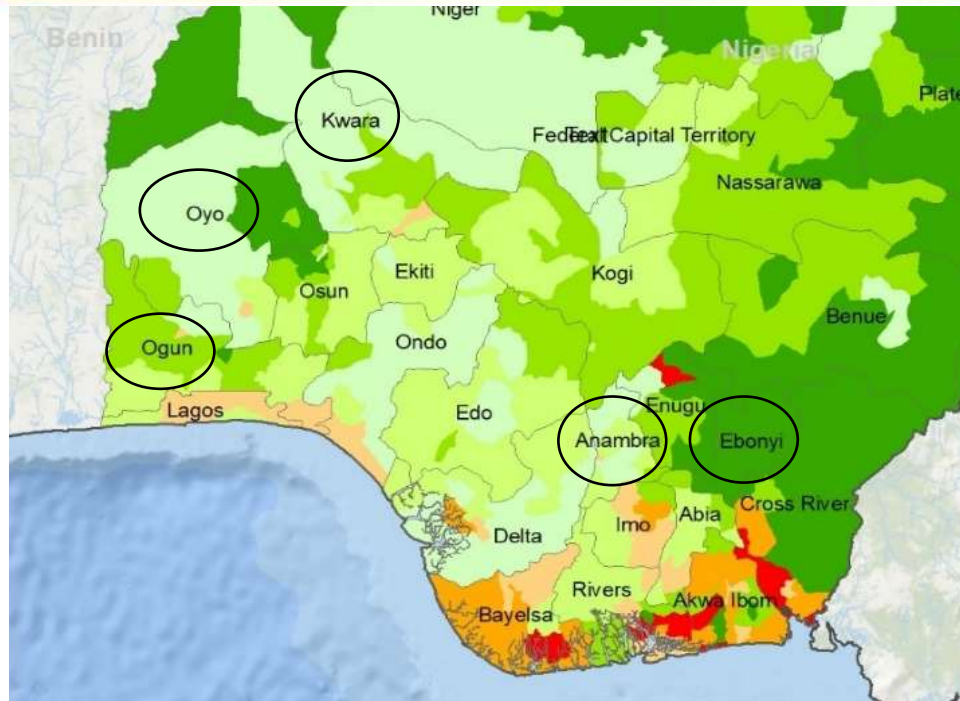 Niger
Benin
Nigeria
Plate
Kwara
Federal Capital Territory
Text
Nassarawa
Oyo
Ekiti
Kogi
Osun
Benue
Ondo
Ogun
Lagos
Edo
Enugu
Anambra
Ebonyi
Cross River
Imo
Abia
Delta
Rivers
Akwa Ibom
Bayelsa